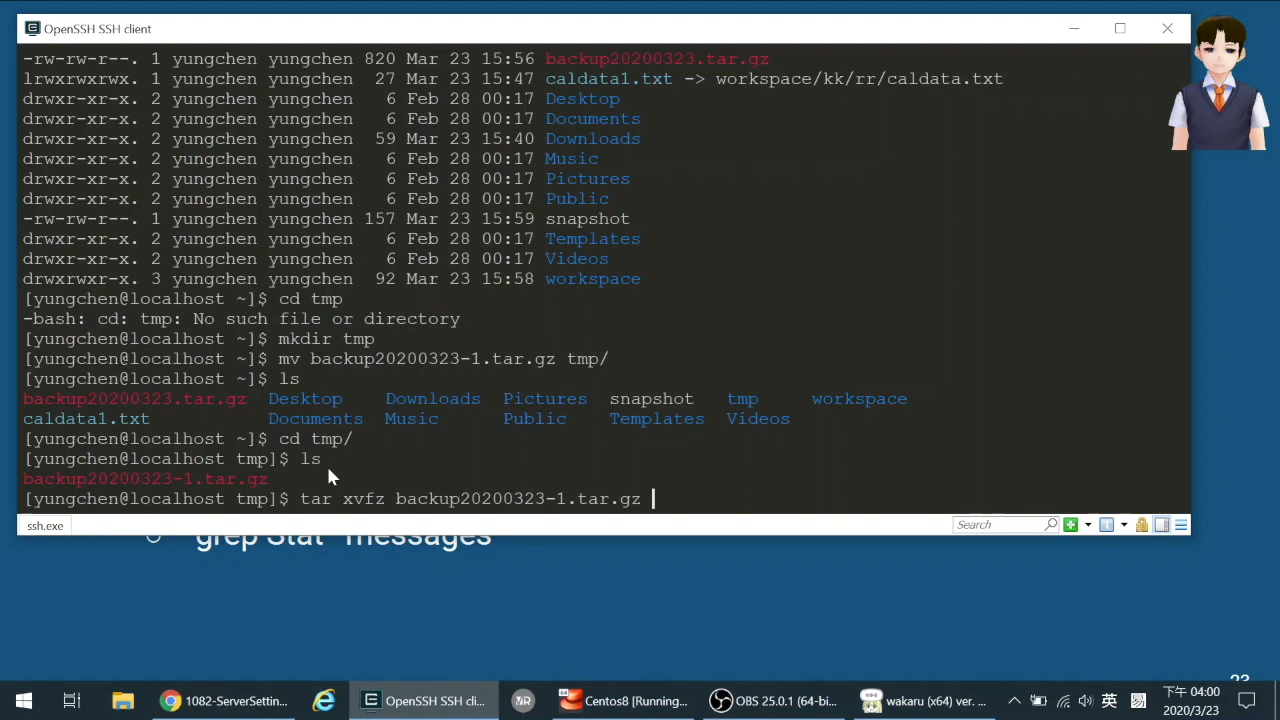 OpenSSH SSH client
-rw-rw-r--. 1 yungchen yungchen 820 Mar 23 15:56 backup20200323.tar.gz
lrwxrwxrwx. 1 yungchen yungchen  27 Mar 23 15:47 caldata1.txt -> workspace/kk/rr/caldata.txt
drwxr-xr-x. 2 yungchen yungchen   6 Feb 28 00:17 Desktop
drwxr-xr-x. 2 yungchen yungchen   6 Feb 28 00:17 Documents
drwxr-xr-x. 2 yungchen yungchen  59 Mar 23 15:40 Downloads
drwxr-xr-x. 2 yungchen yungchen   6 Feb 28 00:17 Music
drwxr-xr-x. 2 yungchen yungchen   6 Feb 28 00:17 Pictures
drwxr-xr-x. 2 yungchen yungchen   6 Feb 28 00:17 Public
-rw-rw-r--. 1 yungchen yungchen 157 Mar 23 15:59 snapshot
drwxr-xr-x. 2 yungchen yungchen   6 Feb 28 00:17 Templates
drwxr-xr-x. 2 yungchen yungchen   6 Feb 28 00:17 Videos
drwxrwxr-x. 3 yungchen yungchen  92 Mar 23 15:58 workspace
[yungchen@localhost ~]$ cd tmp
-bash: cd: tmp: No such file or directory
[yungchen@localhost ~]$ mkdir tmp
[yungchen@localhost ~]$ mv backup20200323-1.tar.gz tmp/
[yungchen@localhost ~]$ ls
backup20200323.tar.gz  Desktop    Downloads  Pictures  snapshot   tmp     workspace
caldata1.txt           Documents  Music      Public    Templates  Videos
[yungchen@localhost ~]$ cd tmp/
[yungchen@localhost tmp]$ ls
backup20200323-1.tar.gz
[yungchen@localhost tmp]$ tar xvfz backup20200323-1.tar.gz
ssh.exe
Search
messages
1082-ServerSettin...
OpenSSH SSH cli...
Centos8 [Running...
OBS 25.0.1 (64-bi...
wakaru (x64) ver. ...
英
下午 04:00
2020/3/23